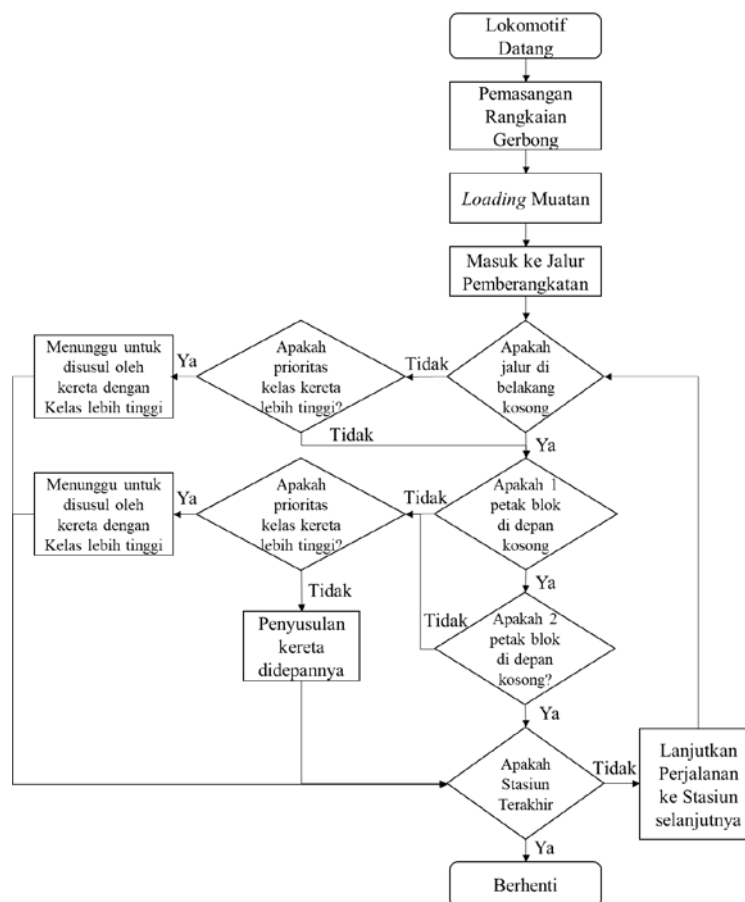 Lokomotif
Datang
Pemasangan
Rangkaian
Gerbong
Loading Muatan
Masuk ke Jalur
Pemberangkatan
Menunggu untuk
disusul oleh
kereta dengan
Kelas lebih tinggi
Ya
Apakah
prioritas
kelas kereta
lebih tinggi?
Tidak
Apakah
jalur di
belakang
kosong
Tidak
Ya
Menunggu untuk
disusul oleh
kereta dengan
Kelas lebih tinggi
Ya
Apakah
prioritas
kelas kereta
lebih tinggi?
Tidak
Apakah 1
petak blok
di depan
kosong
Tidak
Ya
Penyusulan
kereta
didepannya
Tidak
Apakah 2
petak blok
di depan
kosong?
Ya
Apakah
Stasiun
Terakhir
Tidak
Lanjutkan
Perjalanan
ke Stasiun
selanjutnya
Ya
Berhenti